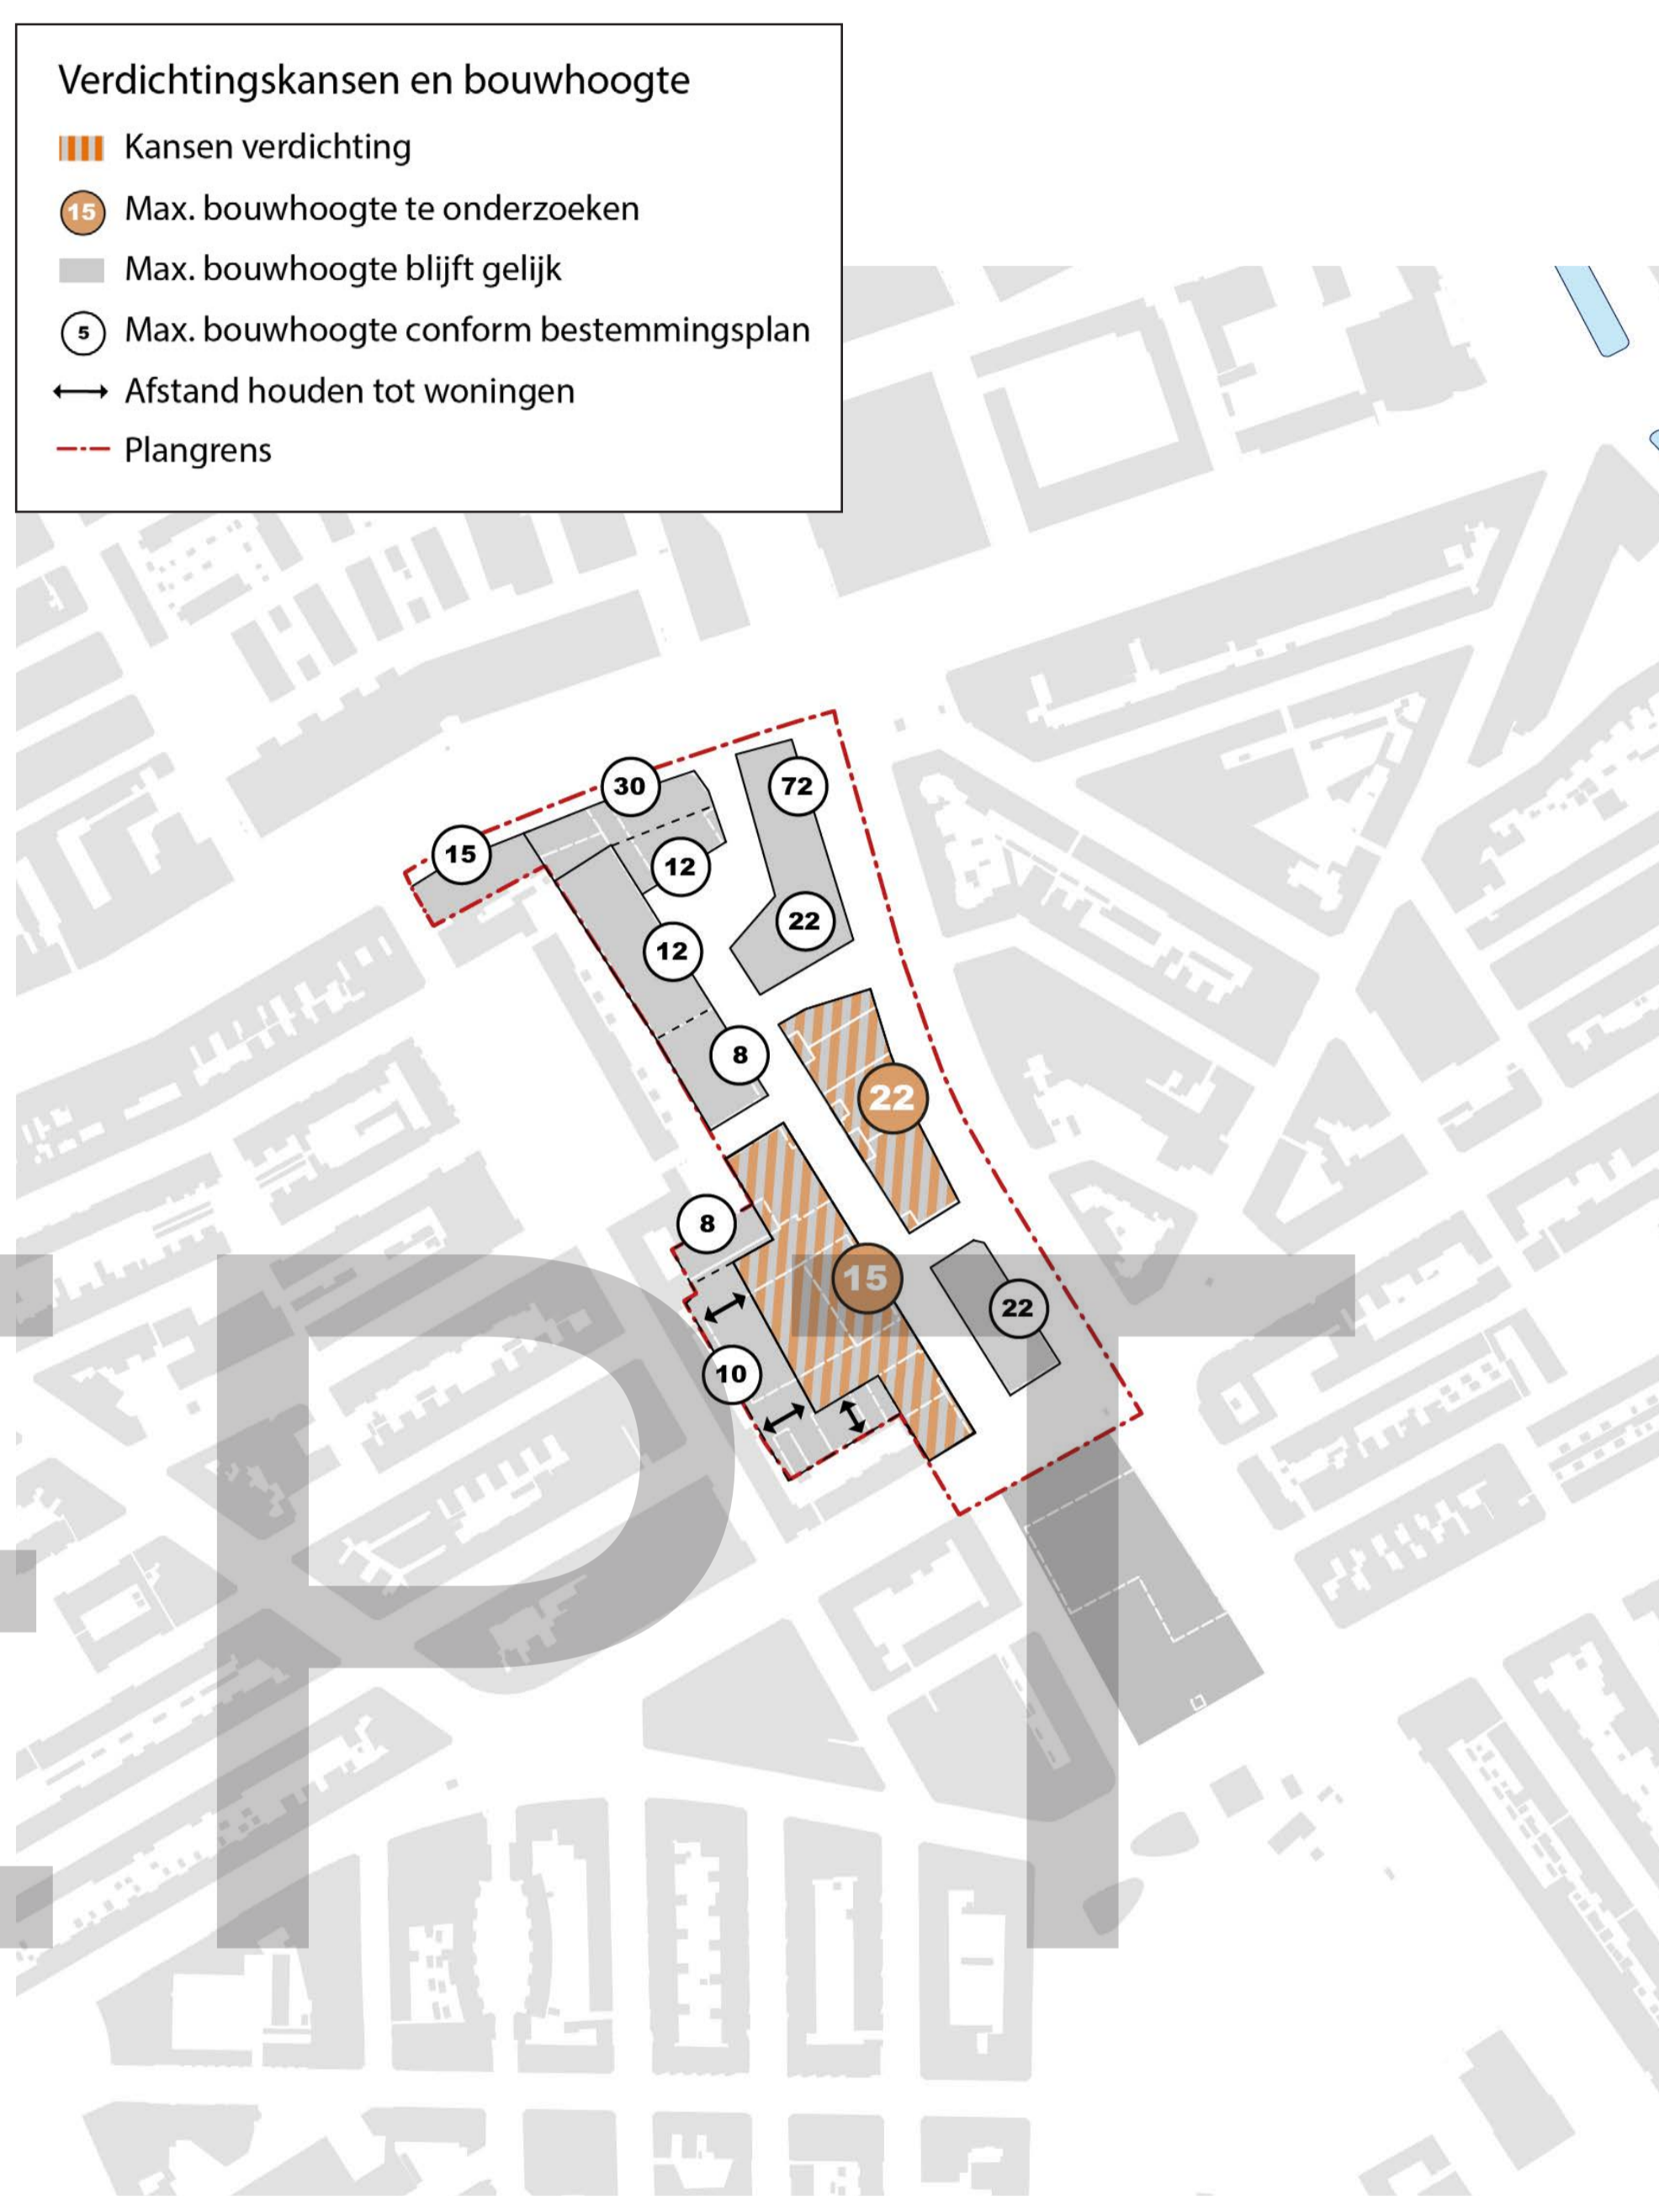 Verdichtingskansen en bouwhoogte
Kansen verdichting
15 Max. bouwhoogte te onderzoeken
Max. bouwhoogte blijft gelijk
5 Max. bouwhoogte conform bestemmingsplan
Afstand houden tot woningen
Plangrens
30
72
15
12
22
12
8
22
8
15
22
10
PT